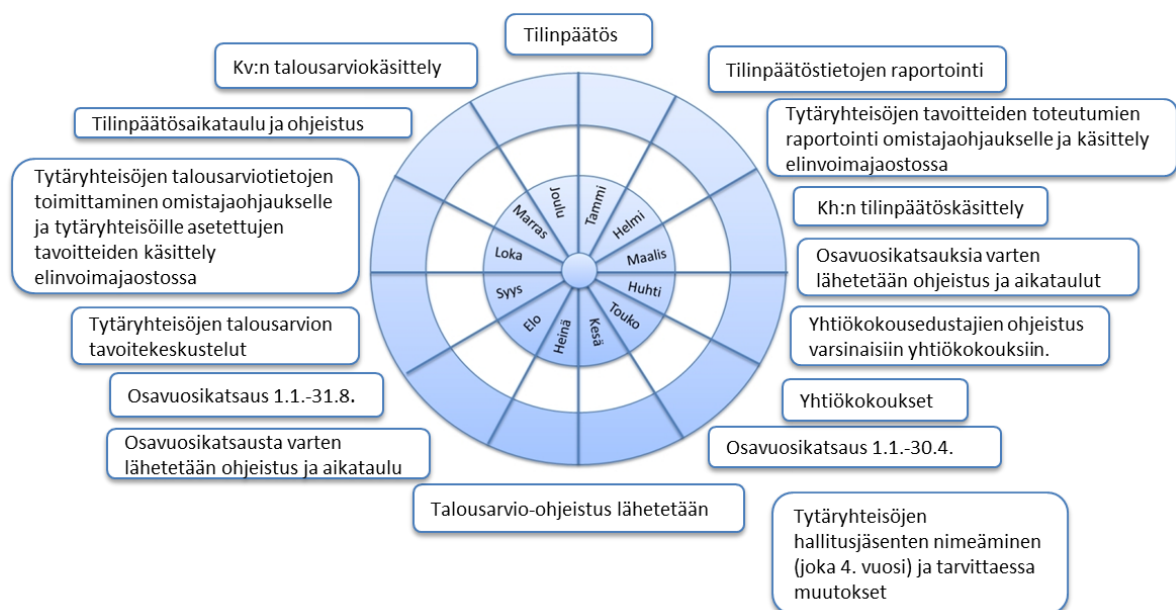 Tilinpäätös
Tilinpäätöstietojen raportointi
Tytäryhteisöjen tavoitteiden toteutumien
raportointi omistajaohjaukselle ja käsittely
elinvoimajaostossa
Kh:n tilinpäätöskäsittely
Osavuosikatsauksia varten
lähetetään ohjeistus ja aikataulut
Yhtiökokousedustajien ohjeistus
varsinaisiin yhtiökokouksiin.
Yhtiökokoukset
Osavuosikatsaus 1.1.-30.4.
Tytäryhteisöjen
hallitusjäsenten nimeäminen
(joka 4. vuosi) ja tarvittaessa
muutokset
Talousarvio-ohjeistus lähetetään
Osavuosikatsausta varten
lähetetään ohjeistus ja aikataulu
Osavuosikatsaus 1.1.-31.8.
Tytäryhteisöjen talousarvion
tavoitekeskustelut
Tytäryhteisöjen talousarviotietojen
toimittaminen omistajaohjaukselle
ja tytäryhteisöille asetettujen
tavoitteiden käsittely
elinvoimajaostossa
Tilinpäätösaikataulu ja ohjeistus
Kv:n talousarviokäsittely
Tammi
Helmi
Maalis
Huhti
Touko
Kesä
Heinä
Elo
Syys
Loka
Marras
Joulu